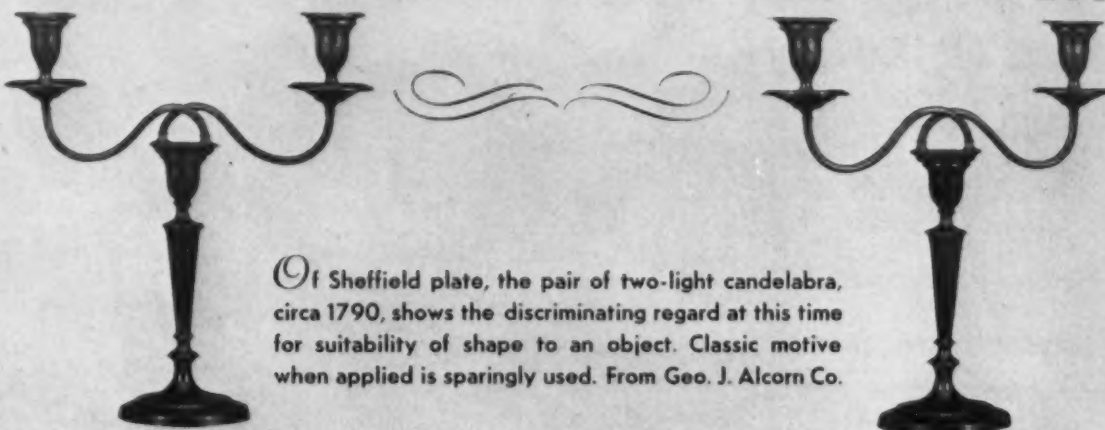 Of Sheffield plate, the pair of two-light candelabra,
circa 1790, shows the discriminating regard at this time
for suitability of shape to an object. Classic motive
when applied is sparingly used. From Geo. J. Alcorn Co.